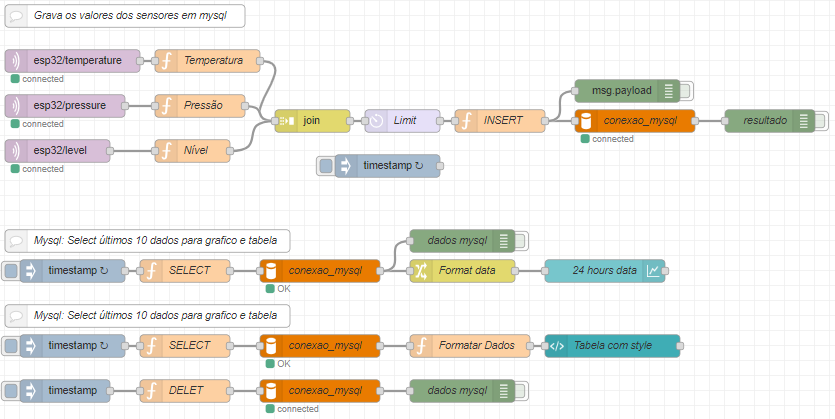 Grava os valores dos sensores em mysql
esp32/temperature
Temperatura
connected
msg.payload
esp32/pressure
Pressão
join
Limit
INSERT
conexao_mysql
resultado
connected
connected
esp32/level
Nível
timestamp ↻
connected
Mysql: Select últimos 10 dados para grafico e tabela
dados mysql
timestamp ↻
SELECT
conexao_mysql
Format data
24 hours data
OK
Mysql: Select últimos 10 dados para grafico e tabela
timestamp ↻
SELECT
conexao_mysql
Formatar Dados
Tabela com style
OK
timestamp
DELET
conexao_mysql
dados mysql
connected